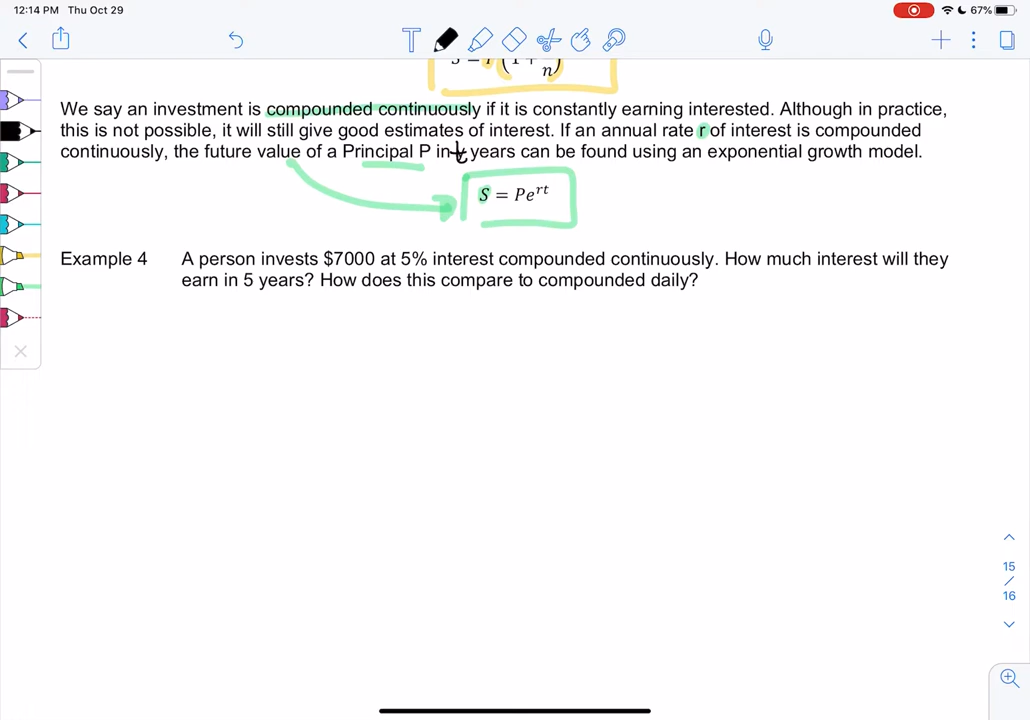 12:14 PM Thu Oct 29
67%
n
We say an investment is compounded continuously if it is constantly earning interested. Although in practice,
this is not possible, it will still give good estimates of interest. If an annual rate r of interest is compounded
continuously, the future value of a Principal P in t years can be found using an exponential growth model.
S = Pe^{rt}
Example 4 A person invests $7000 at 5% interest compounded continuously. How much interest will they
earn in 5 years? How does this compare to compounded daily?
15
/
16